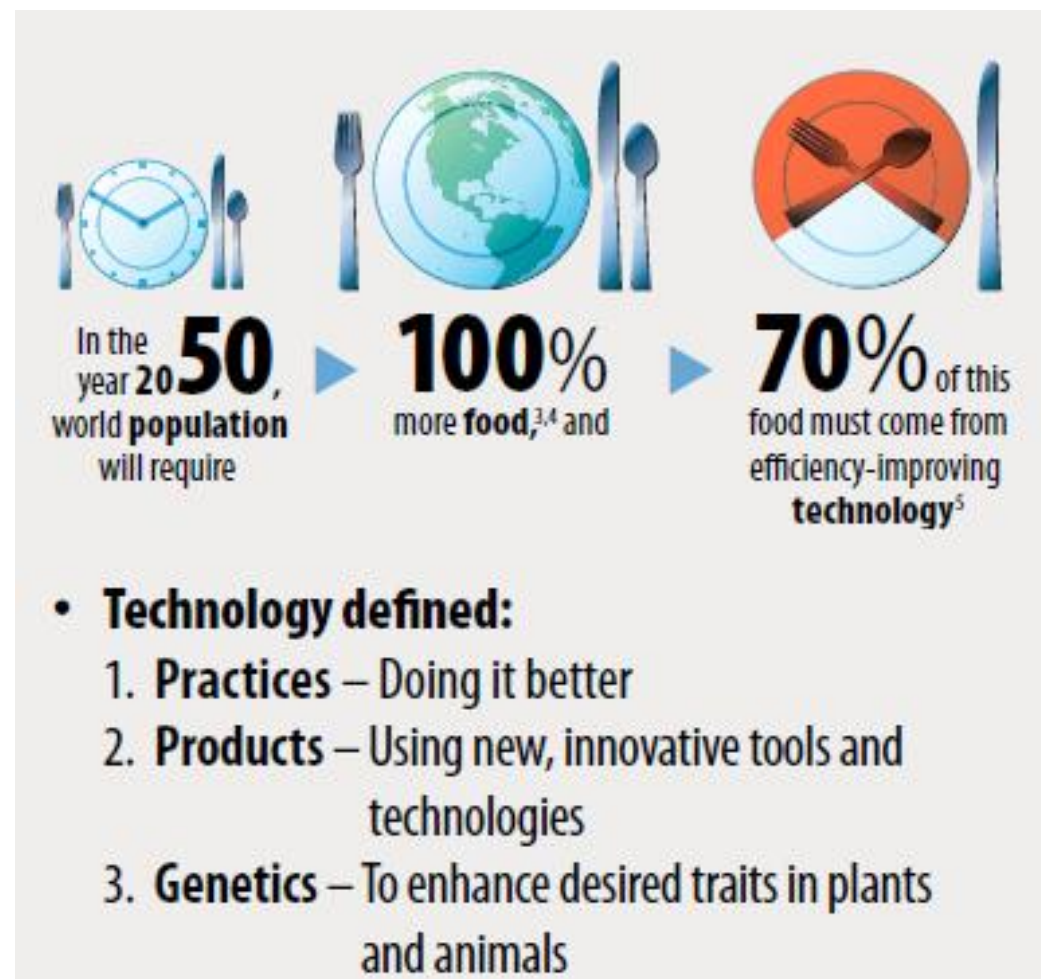 In the
year 2050,
world population
will require
100%
more food,3,4 and
70% of this
food must come from
efficiency-improving
technology5
• Technology defined:
1. Practices – Doing it better
2. Products – Using new, innovative tools and
technologies
3. Genetics – To enhance desired traits in plants
and animals